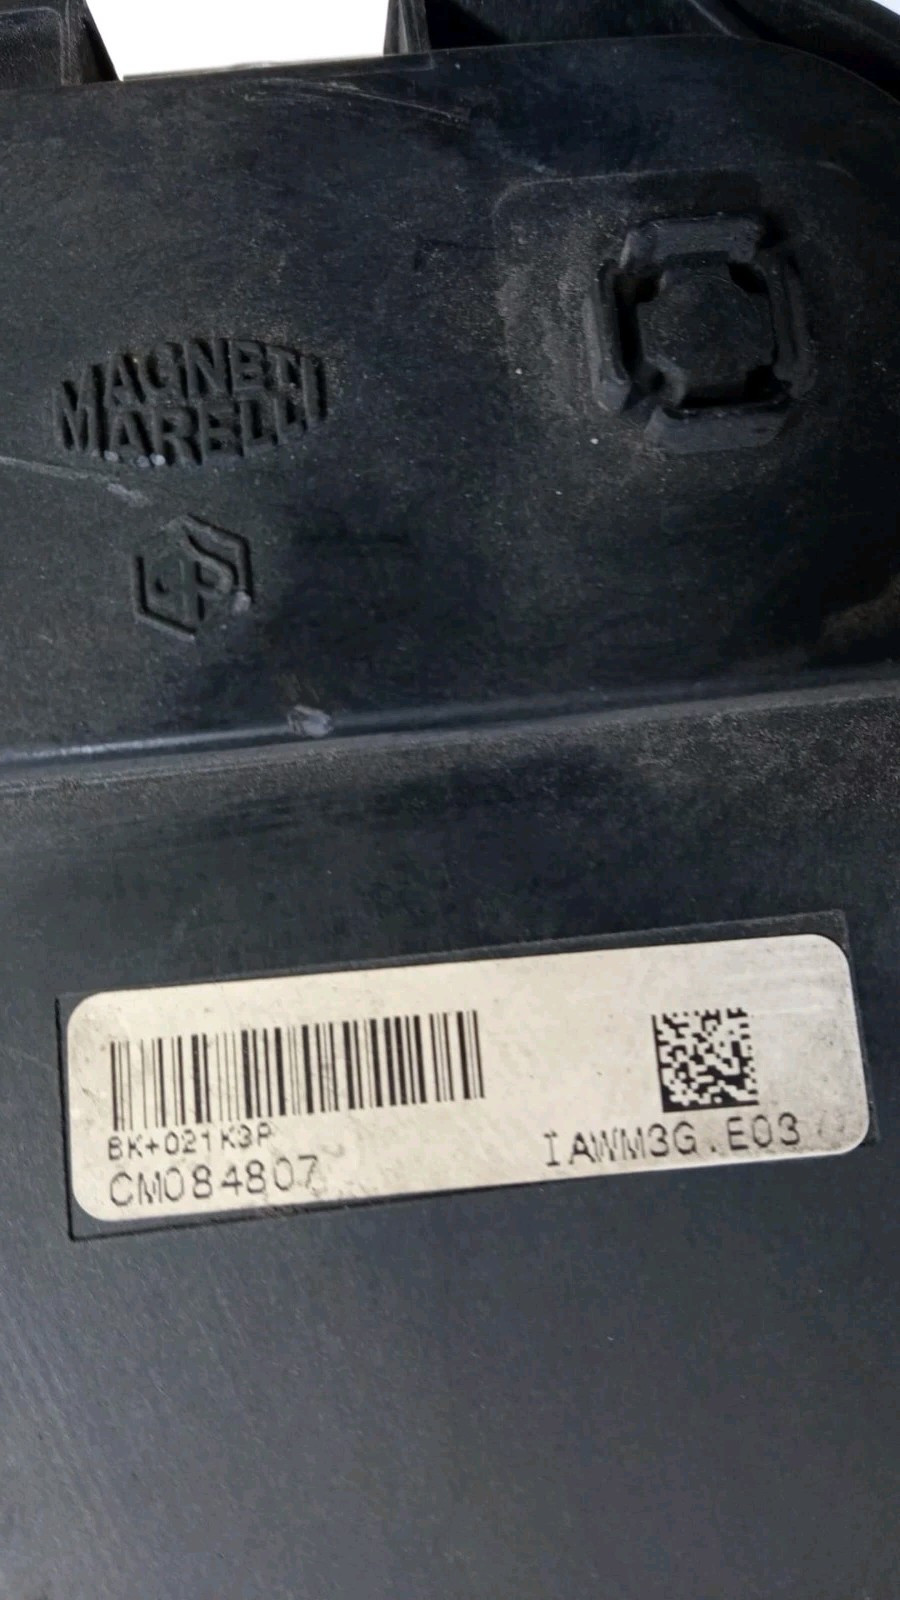 MAGNETI
MARELLI
P
BK+021K3P
CM084807
IAWM3G.E03